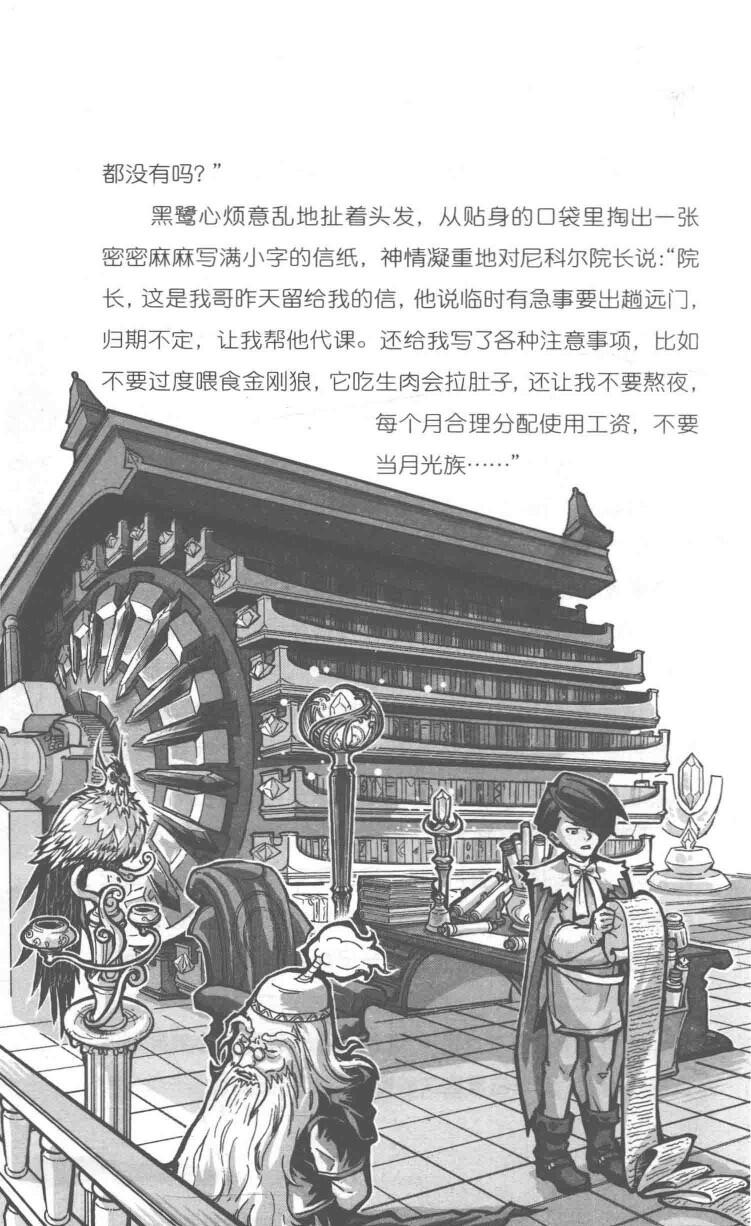 都没有吗？”
黑鹭心烦意乱地扯着头发，从贴身的口袋里掏出一张
密密麻麻写满小字的信纸，神情凝重地对尼科尔院长说：“院
长，这是我哥昨天留给我的信，他说临时有急事要出趟远门，
归期不定，让我帮他代课。还给我写了各种注意事项，比如
不要过度喂食金刚狼，它吃生肉会拉肚子，还让我不要熬夜，
每个月合理分配使用工资，不要
当月光族……”